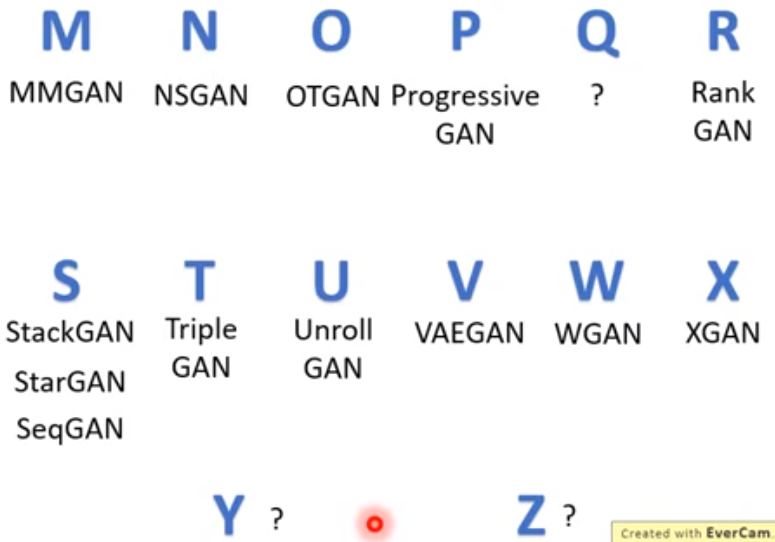 M N O P Q R
MMGAN NSGAN OTGAN Progressive GAN ? Rank GAN
S T U V W X
StackGAN Triple GAN Unroll GAN VAEGAN WGAN XGAN
StarGAN
SeqGAN
Y ? Z ?
Created with EverCam.